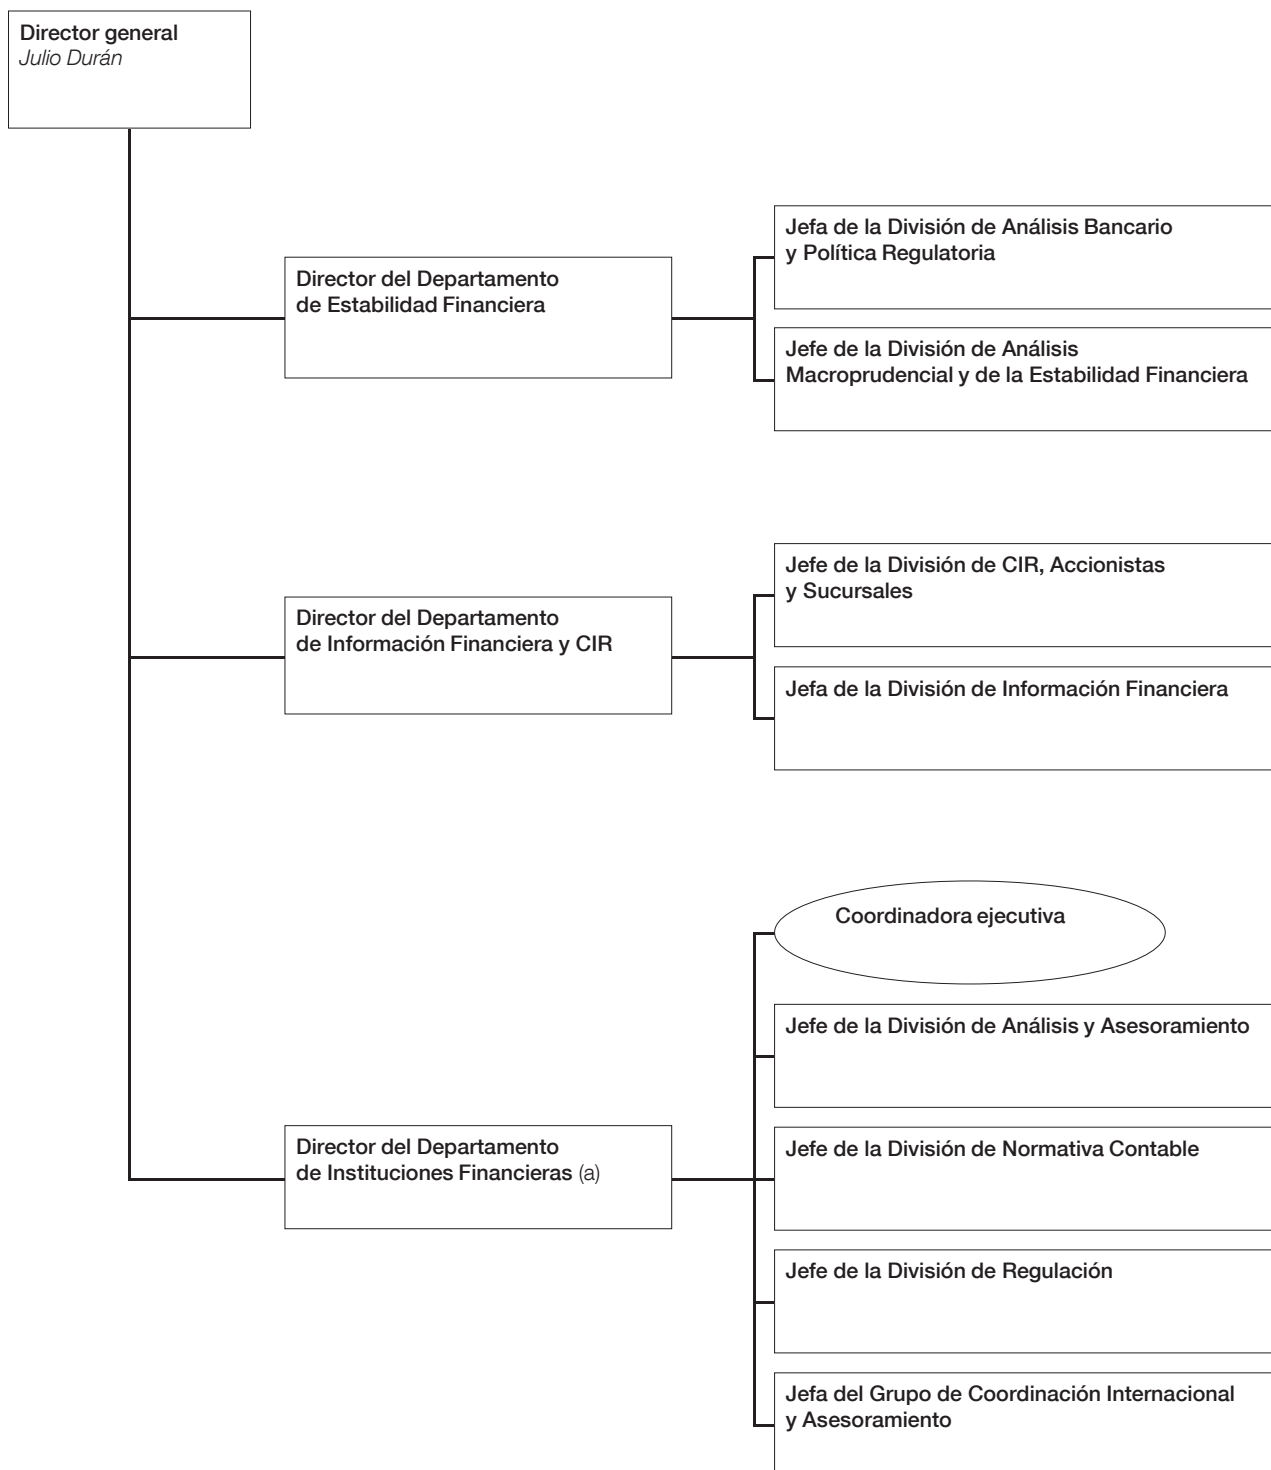 Director general
Julio Durán
Director del Departamento
de Estabilidad Financiera
Jefa de la División de Análisis Bancario
y Política Regulatoria
Jefe de la División de Análisis
Macroprudencial y de la Estabilidad Financiera
Director del Departamento
de Información Financiera y CIR
Jefe de la División de CIR, Accionistas
y Sucursales
Jefa de la División de Información Financiera
Director del Departamento
de Instituciones Financieras (a)
Coordinadora ejecutiva
Jefe de la División de Análisis y Asesoramiento
Jefe de la División de Normativa Contable
Jefe de la División de Regulación
Jefa del Grupo de Coordinación Internacional
y Asesoramiento